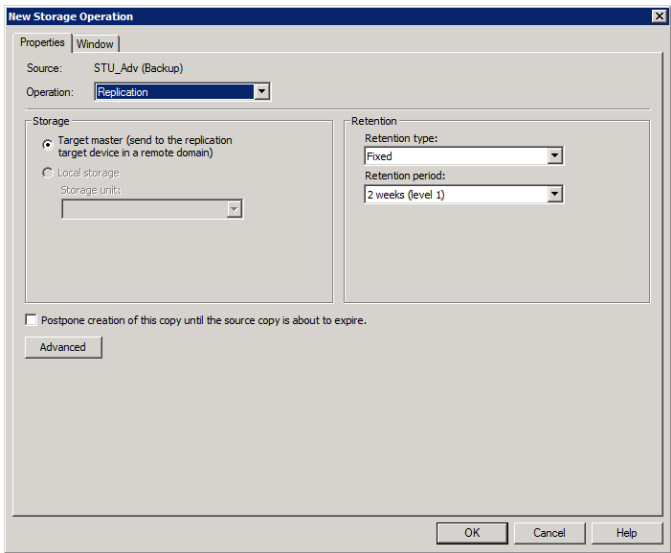 New Storage Operation
Properties
Window
Source: STU_Adv (Backup)
Operation: Replication
Storage
Target master (send to the replication
target device in a remote domain)
Local storage
Storage unit:
Retention
Retention type:
Fixed
Retention period:
2 weeks (level 1)
Postpone creation of this copy until the source copy is about to expire.
Advanced
OK
Cancel
Help